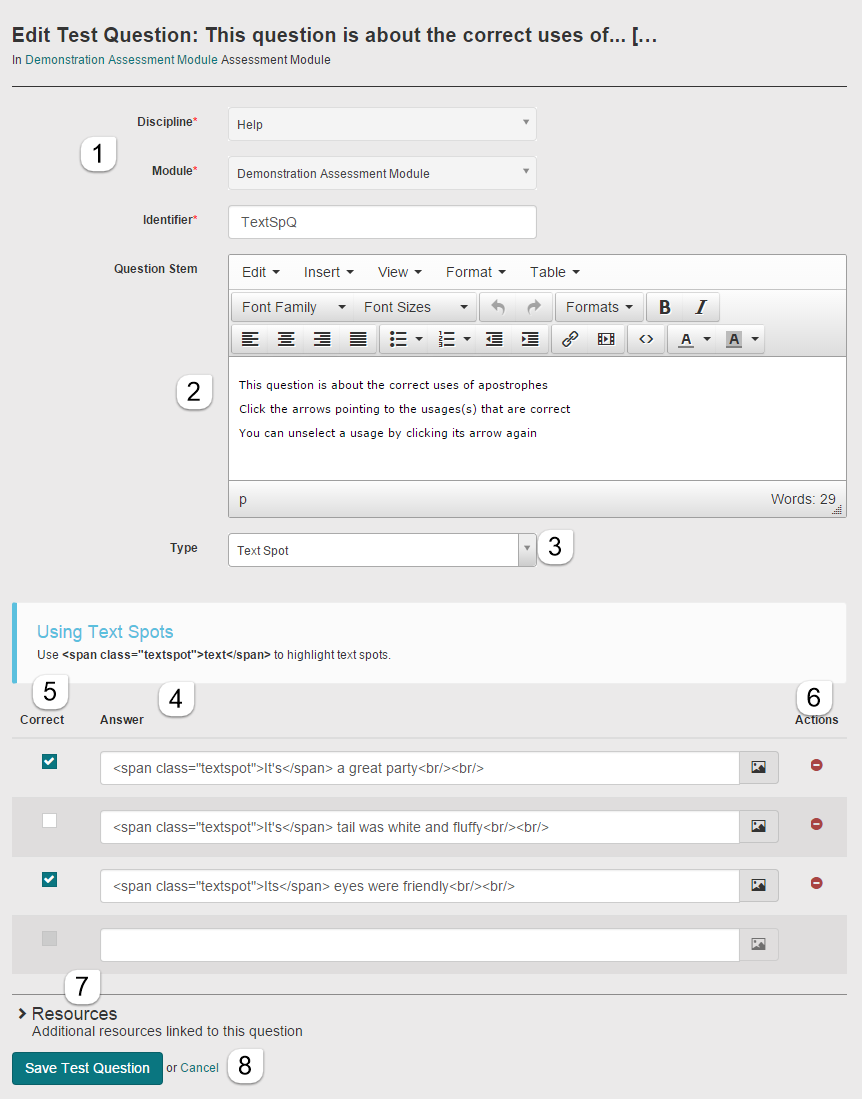 Edit Test Question: This question is about the correct uses of... [...
In Demonstration Assessment Module Assessment Module
Discipline*
Help
1
Module*
Demonstration Assessment Module
Identifier*
TextSpQ
Question Stem
Edit Insert View Format Table
Font Family Font Sizes Formats B I
A A
This question is about the correct uses of apostrophes
2
Click the arrows pointing to the usages(s) that are correct
You can unselect a usage by clicking its arrow again
p Words: 29
Type
Text Spot
3
Using Text Spots
Use <span class="textspot">text</span> to highlight text spots.
5 4 6
Correct Answer Actions
<span class="textspot">It's</span> a great party<br/><br/>
<span class="textspot">It's</span> tail was white and fluffy<br/><br/>
<span class="textspot">Its</span> eyes were friendly<br/><br/>
7
Resources
Additional resources linked to this question
Save Test Question or Cancel 8